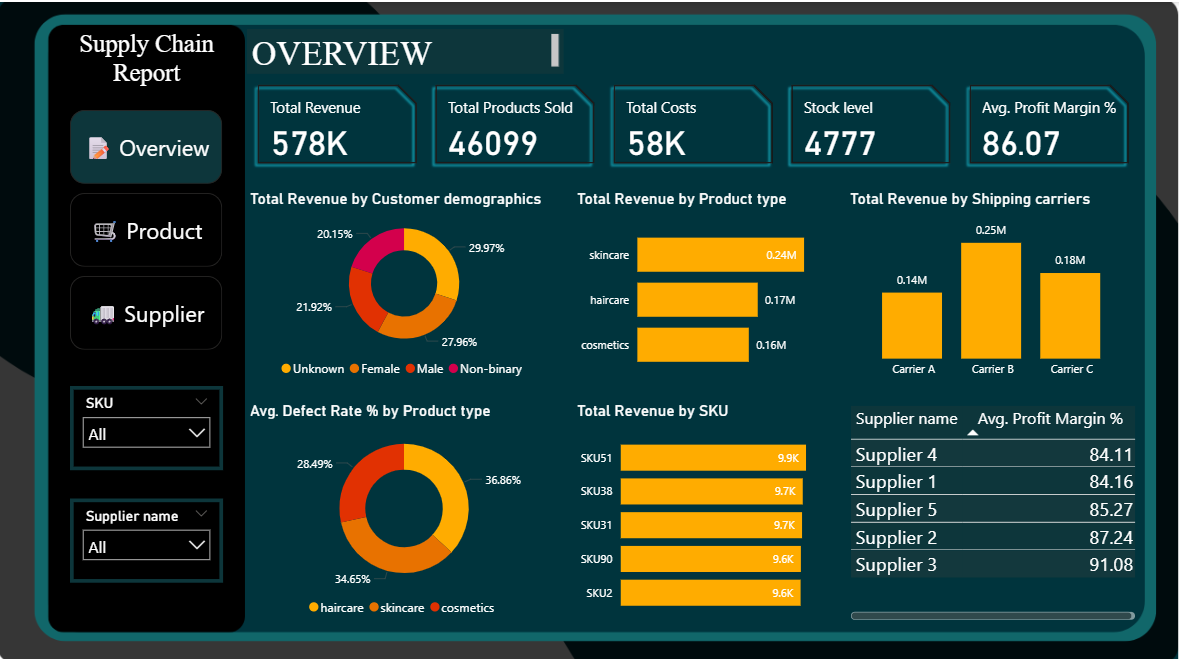 Supply Chain
Report
Overview
Product
Supplier
SKU
All
Supplier name
All
OVERVIEW
Total Revenue
578K
Total Products Sold
46099
Total Costs
58K
Stock level
4777
Avg. Profit Margin %
86.07
Total Revenue by Customer demographics
20.15%
29.97%
21.92%
27.96%
Unknown Female Male Non-binary
Total Revenue by Product type
skincare 0.24M
haircare 0.17M
cosmetics 0.16M
Total Revenue by Shipping carriers
0.14M
0.25M
0.18M
Carrier A Carrier B Carrier C
Avg. Defect Rate % by Product type
28.49%
36.86%
34.65%
haircare skincare cosmetics
Total Revenue by SKU
SKU51 9.9K
SKU38 9.7K
SKU31 9.7K
SKU90 9.6K
SKU2 9.6K
Supplier name Avg. Profit Margin %
Supplier 4 84.11
Supplier 1 84.16
Supplier 5 85.27
Supplier 2 87.24
Supplier 3 91.08